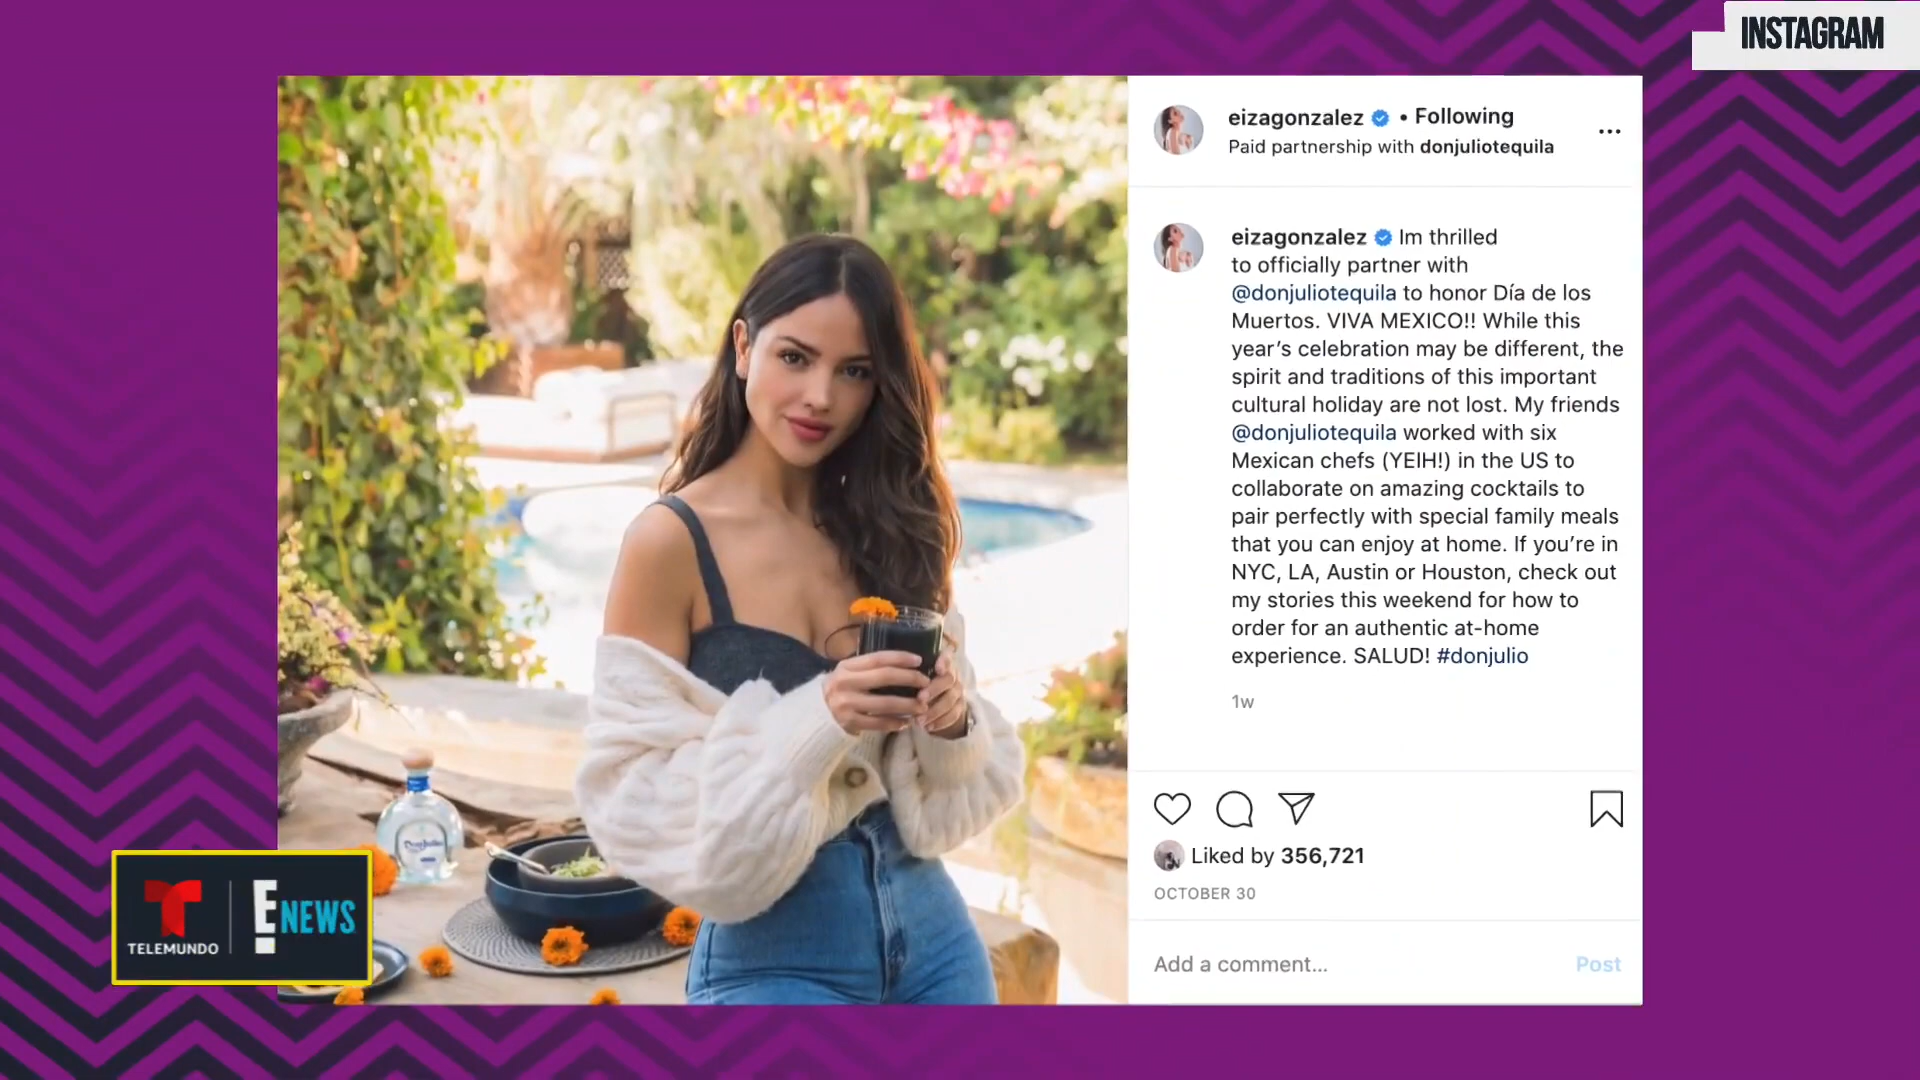 INSTAGRAM
eizagonzalez • Following
Paid partnership with donjuliotequila
eizagonzalez Im thrilled
to officially partner with
@donjuliotequila to honor Día de los
Muertos. VIVA MEXICO!! While this
year’s celebration may be different, the
spirit and traditions of this important
cultural holiday are not lost. My friends
@donjuliotequila worked with six
Mexican chefs (YEIH!) in the US to
collaborate on amazing cocktails to
pair perfectly with special family meals
that you can enjoy at home. If you’re in
NYC, LA, Austin or Houston, check out
my stories this weekend for how to
order for an authentic at-home
experience. SALUD! #donjulio
1w
Liked by 356,721
OCTOBER 30
Add a comment... Post
Don Julio
TELEMUNDO
E! NEWS